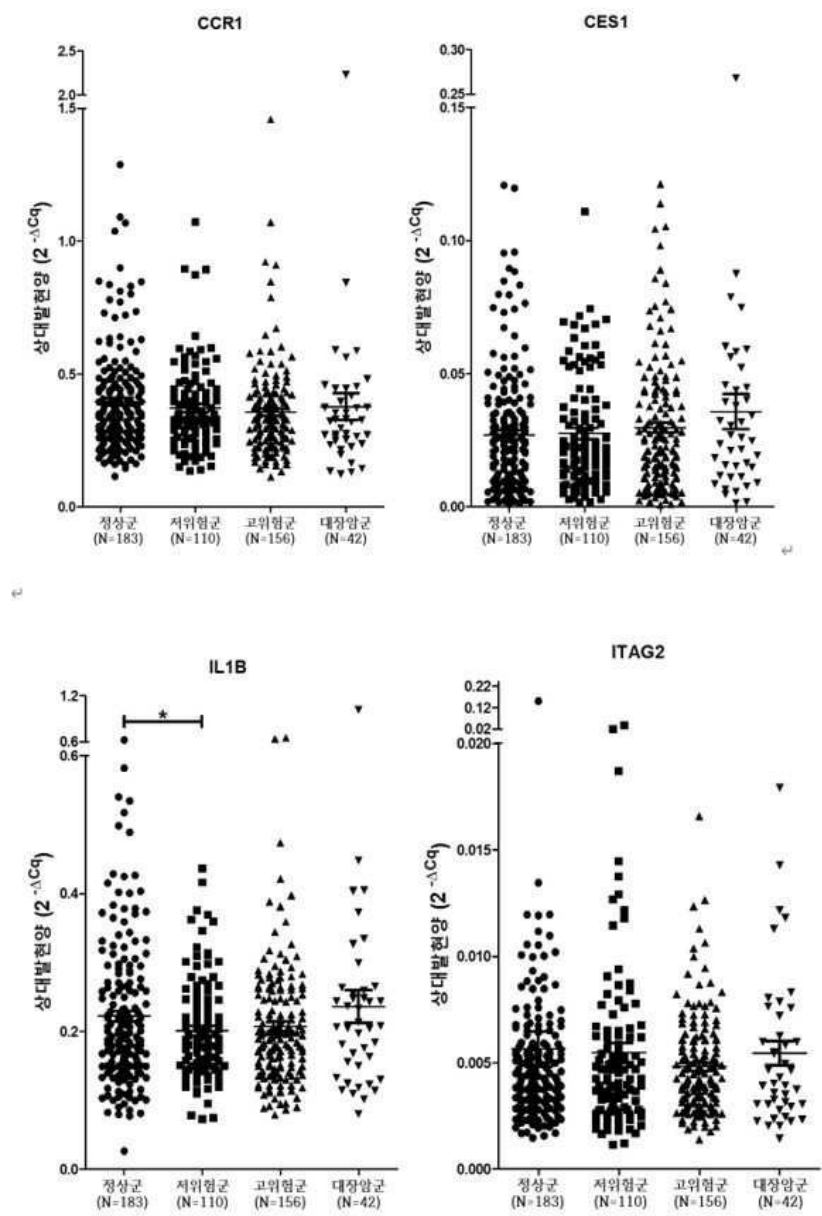 CCR1
2.5
2.0
1.5
1.0
0.5
0.0
상대발현양 (2 -ΔCq)
정상군 저위험군 고위험군 대장암군
(N=183) (N=110) (N=156) (N=42)
CES1
0.30
0.25
0.15
0.10
0.05
0.00
상대발현양 (2 -ΔCq)
정상군 저위험군 고위험군 대장암군
(N=183) (N=110) (N=156) (N=42)
↵
↵
IL1B
1.2
*
0.6
0.6
0.4
0.2
0.0
상대발현양 (2 -ΔCq)
정상군 저위험군 고위험군 대장암군
(N=183) (N=110) (N=156) (N=42)
ITAG2
0.22
0.12
0.02
0.020
0.015
0.010
0.005
0.000
상대발현양 (2 -ΔCq)
정상군 저위험군 고위험군 대장암군
(N=183) (N=110) (N=156) (N=42)